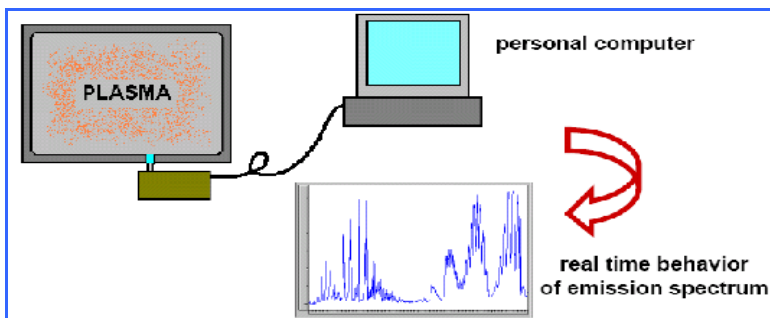 PLASMA
personal computer
real time behavior
of emission spectrum